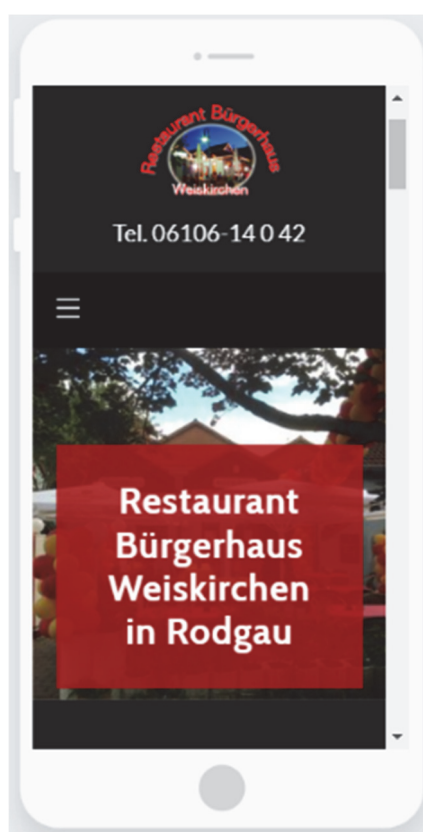 Restaurant Bürgerhaus
Weiskirchen
Tel. 06106-14 0 42
Restaurant
Bürgerhaus
Weiskirchen
in Rodgau